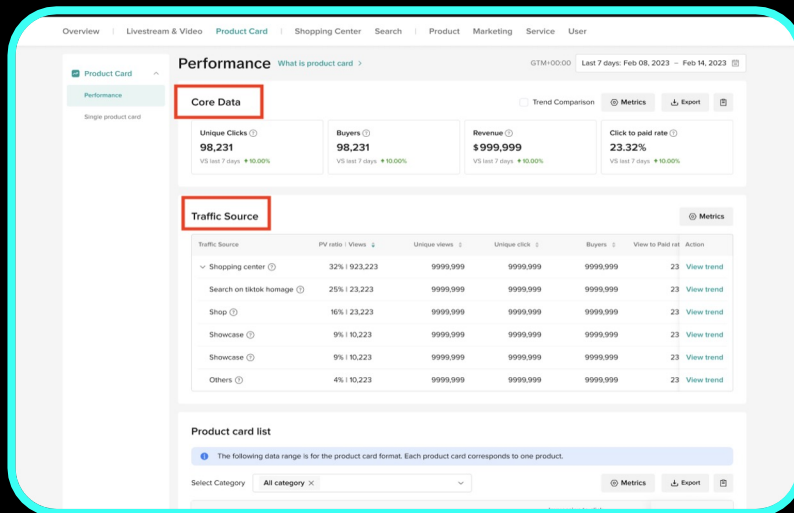 Overview Livestream & Video Product Card Shopping Center Search Product Marketing Service User
Product Card
Performance
Single product card
Performance What is product card > GTM+00:00 Last 7 days: Feb 08, 2023 – Feb 14, 2023
Core Data Trend Comparison Metrics Export
Unique Clicks Buyers Revenue Click to paid rate
98,231 98,231 $999,999 23.32%
VS last 7 days 10.00% VS last 7 days 10.00% VS last 7 days 10.00% VS last 7 days 10.00%
Traffic Source Metrics
Traffic Source PV ratio | Views Unique views Unique click Buyers View to Paid rat Action
Shopping center 32% | 923,223 9999,999 9999,999 9999,999 23 View trend
Search on tiktok homage 25% | 23,223 9999,999 9999,999 9999,999 23 View trend
Shop 16% | 23,223 9999,999 9999,999 9999,999 23 View trend
Showcase 9% | 10,223 9999,999 9999,999 9999,999 23 View trend
Showcase 9% | 10,223 9999,999 9999,999 9999,999 23 View trend
Others 4% | 10,223 9999,999 9999,999 9999,999 23 View trend
Product card list
The following data range is for the product card format. Each product card corresponds to one product.
Select Category All category × Metrics Export